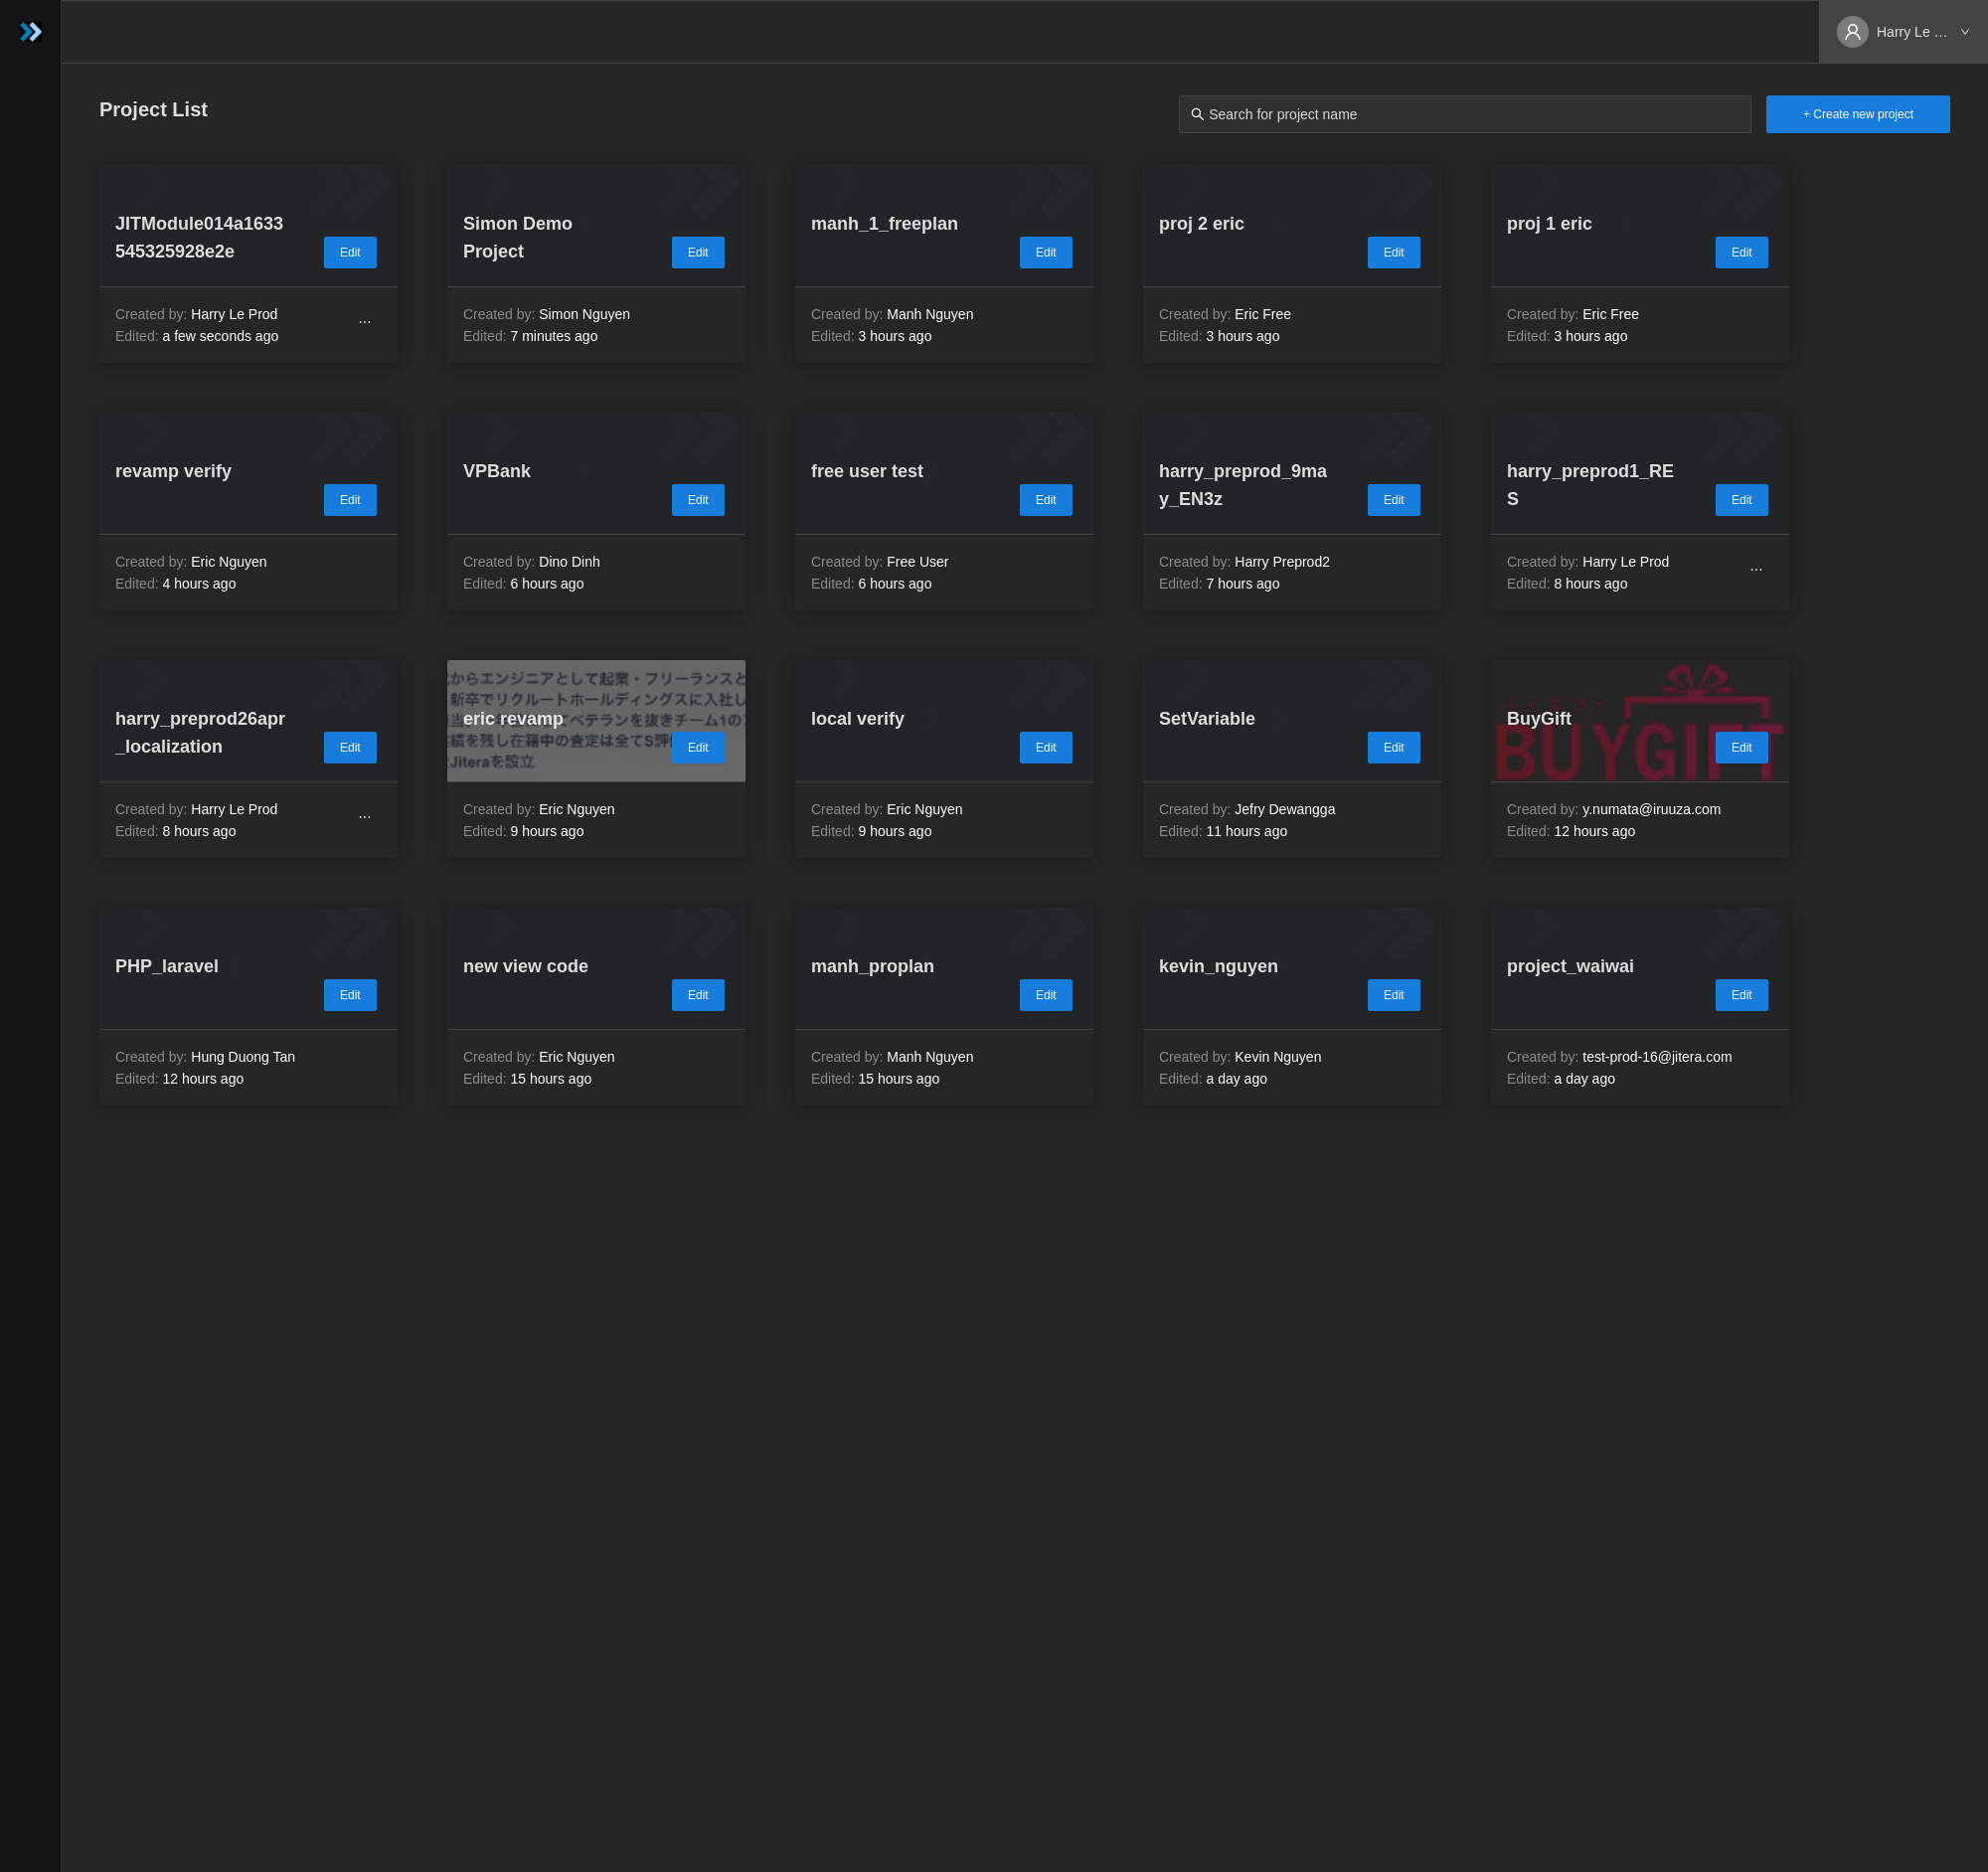 Harry Le …
Project List
Search for project name
+ Create new project
JITModule014a1633
545325928e2e
Edit
Created by: Harry Le Prod
Edited: a few seconds ago
...
Simon Demo
Project
Edit
Created by: Simon Nguyen
Edited: 7 minutes ago
manh_1_freeplan
Edit
Created by: Manh Nguyen
Edited: 3 hours ago
proj 2 eric
Edit
Created by: Eric Free
Edited: 3 hours ago
proj 1 eric
Edit
Created by: Eric Free
Edited: 3 hours ago
revamp verify
Edit
Created by: Eric Nguyen
Edited: 4 hours ago
VPBank
Edit
Created by: Dino Dinh
Edited: 6 hours ago
free user test
Edit
Created by: Free User
Edited: 6 hours ago
harry_preprod_9ma
y_EN3z
Edit
Created by: Harry Preprod2
Edited: 7 hours ago
harry_preprod1_RE
S
Edit
Created by: Harry Le Prod
Edited: 8 hours ago
...
harry_preprod26apr
_localization
Edit
Created by: Harry Le Prod
Edited: 8 hours ago
...
からエンジニアとして起業・フリーランスと
新卒でリクルートホールディングスに入社し
eric revamp
てベテランを抜きチーム1の
績を残し在籍中の査定は全てS評
Jiteraを設立
Edit
Created by: Eric Nguyen
Edited: 9 hours ago
local verify
Edit
Created by: Eric Nguyen
Edited: 9 hours ago
SetVariable
Edit
Created by: Jefry Dewangga
Edited: 11 hours ago
BuyGift
BUYGIFT
Edit
Created by: y.numata@iruuza.com
Edited: 12 hours ago
PHP_laravel
Edit
Created by: Hung Duong Tan
Edited: 12 hours ago
new view code
Edit
Created by: Eric Nguyen
Edited: 15 hours ago
manh_proplan
Edit
Created by: Manh Nguyen
Edited: 15 hours ago
kevin_nguyen
Edit
Created by: Kevin Nguyen
Edited: a day ago
project_waiwai
Edit
Created by: test-prod-16@jitera.com
Edited: a day ago